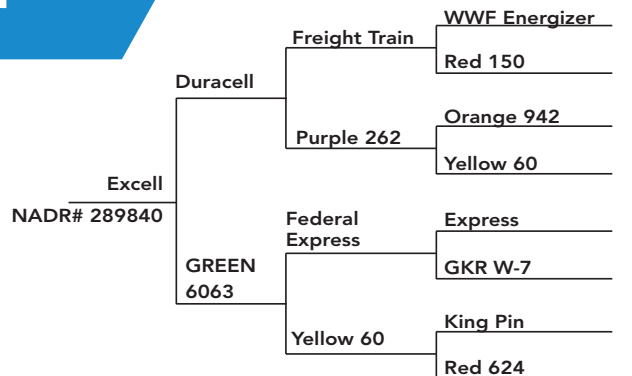 WWF Energizer
Freight Train
Red 150
Duracell
Orange 942
Purple 262
Yellow 60
Excell
NADR# 289840
Federal
Express
Express
GKR W-7
GREEN
6063
King Pin
Yellow 60
Red 624